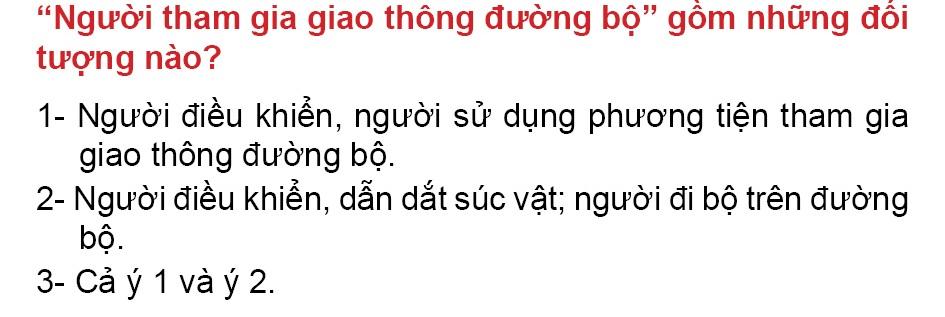 “Người tham gia giao thông đường bộ” gồm những đối
tượng nào?
1- Người điều khiển, người sử dụng phương tiện tham gia
giao thông đường bộ.
2- Người điều khiển, dẫn dắt súc vật; người đi bộ trên đường
bộ.
3- Cả ý 1 và ý 2.